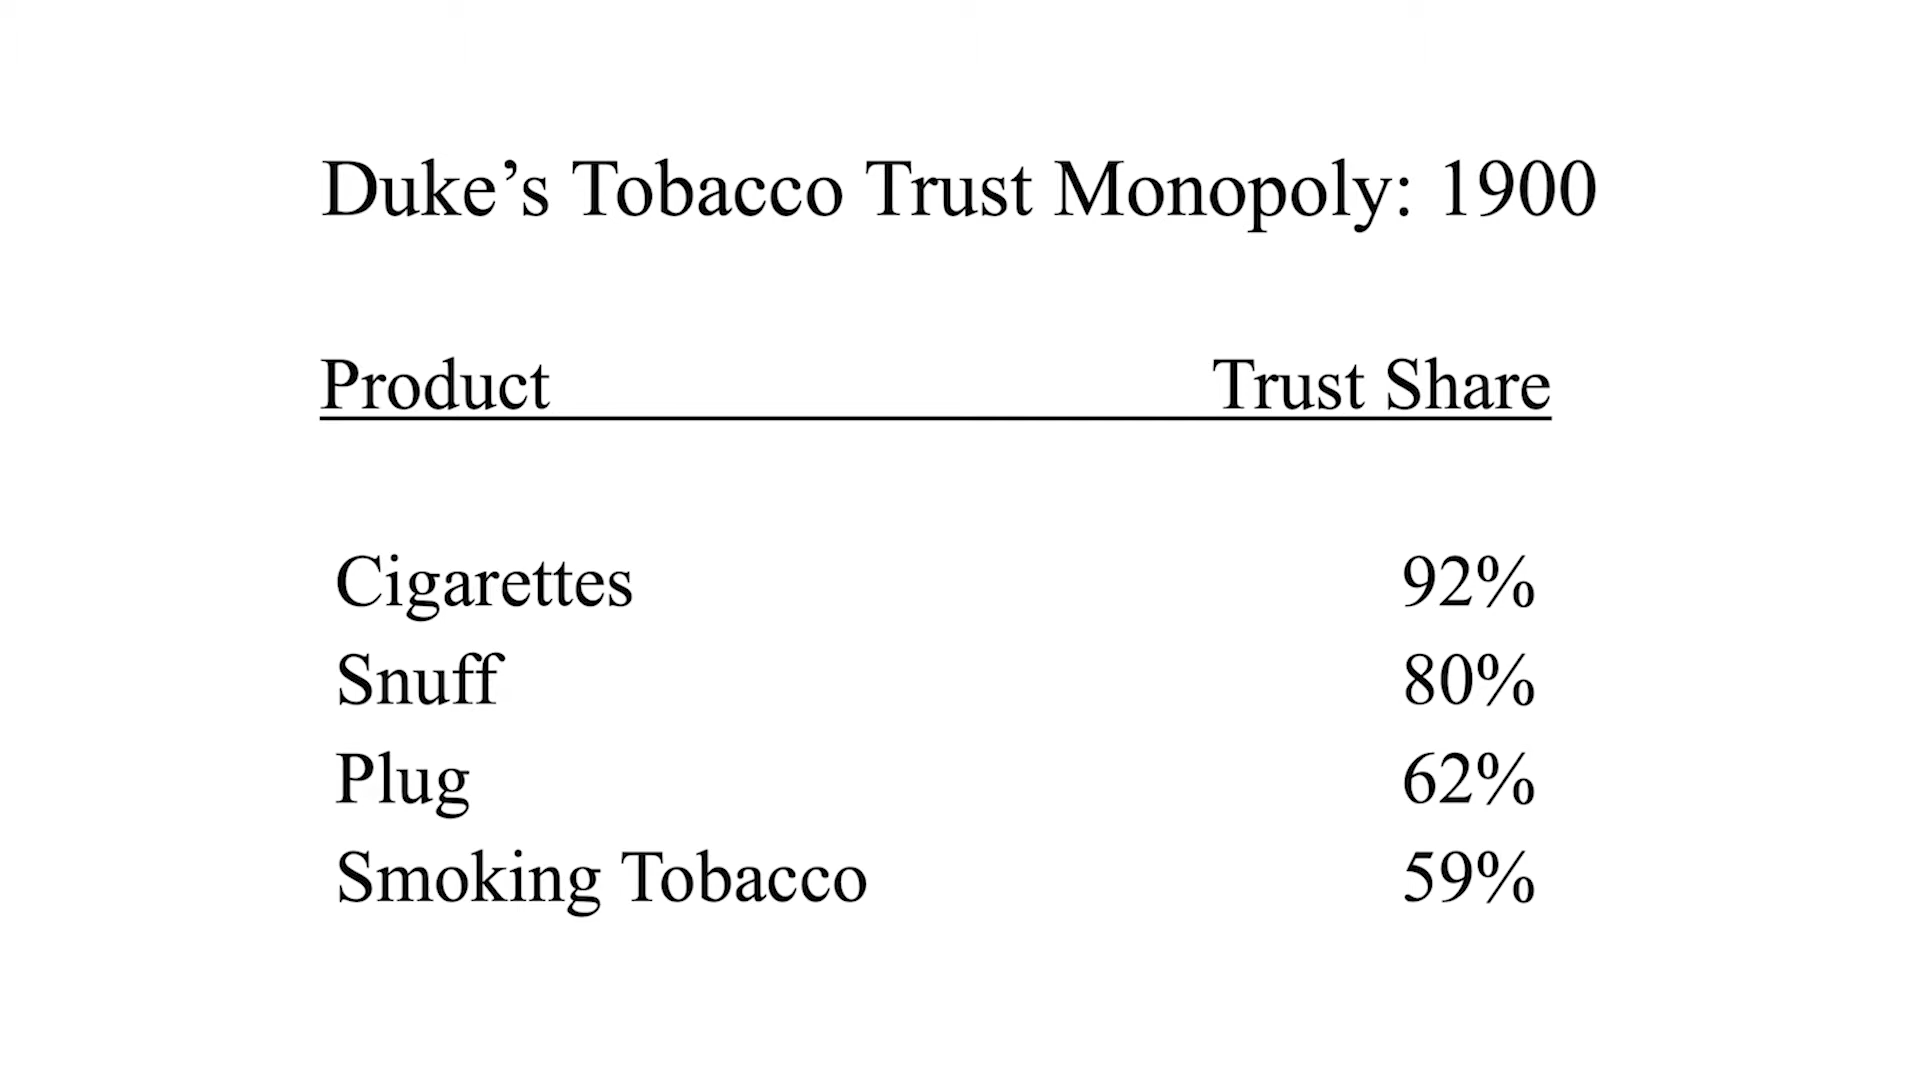 Duke’s Tobacco Trust Monopoly: 1900
Product Trust Share
Cigarettes 92%
Snuff 80%
Plug 62%
Smoking Tobacco 59%